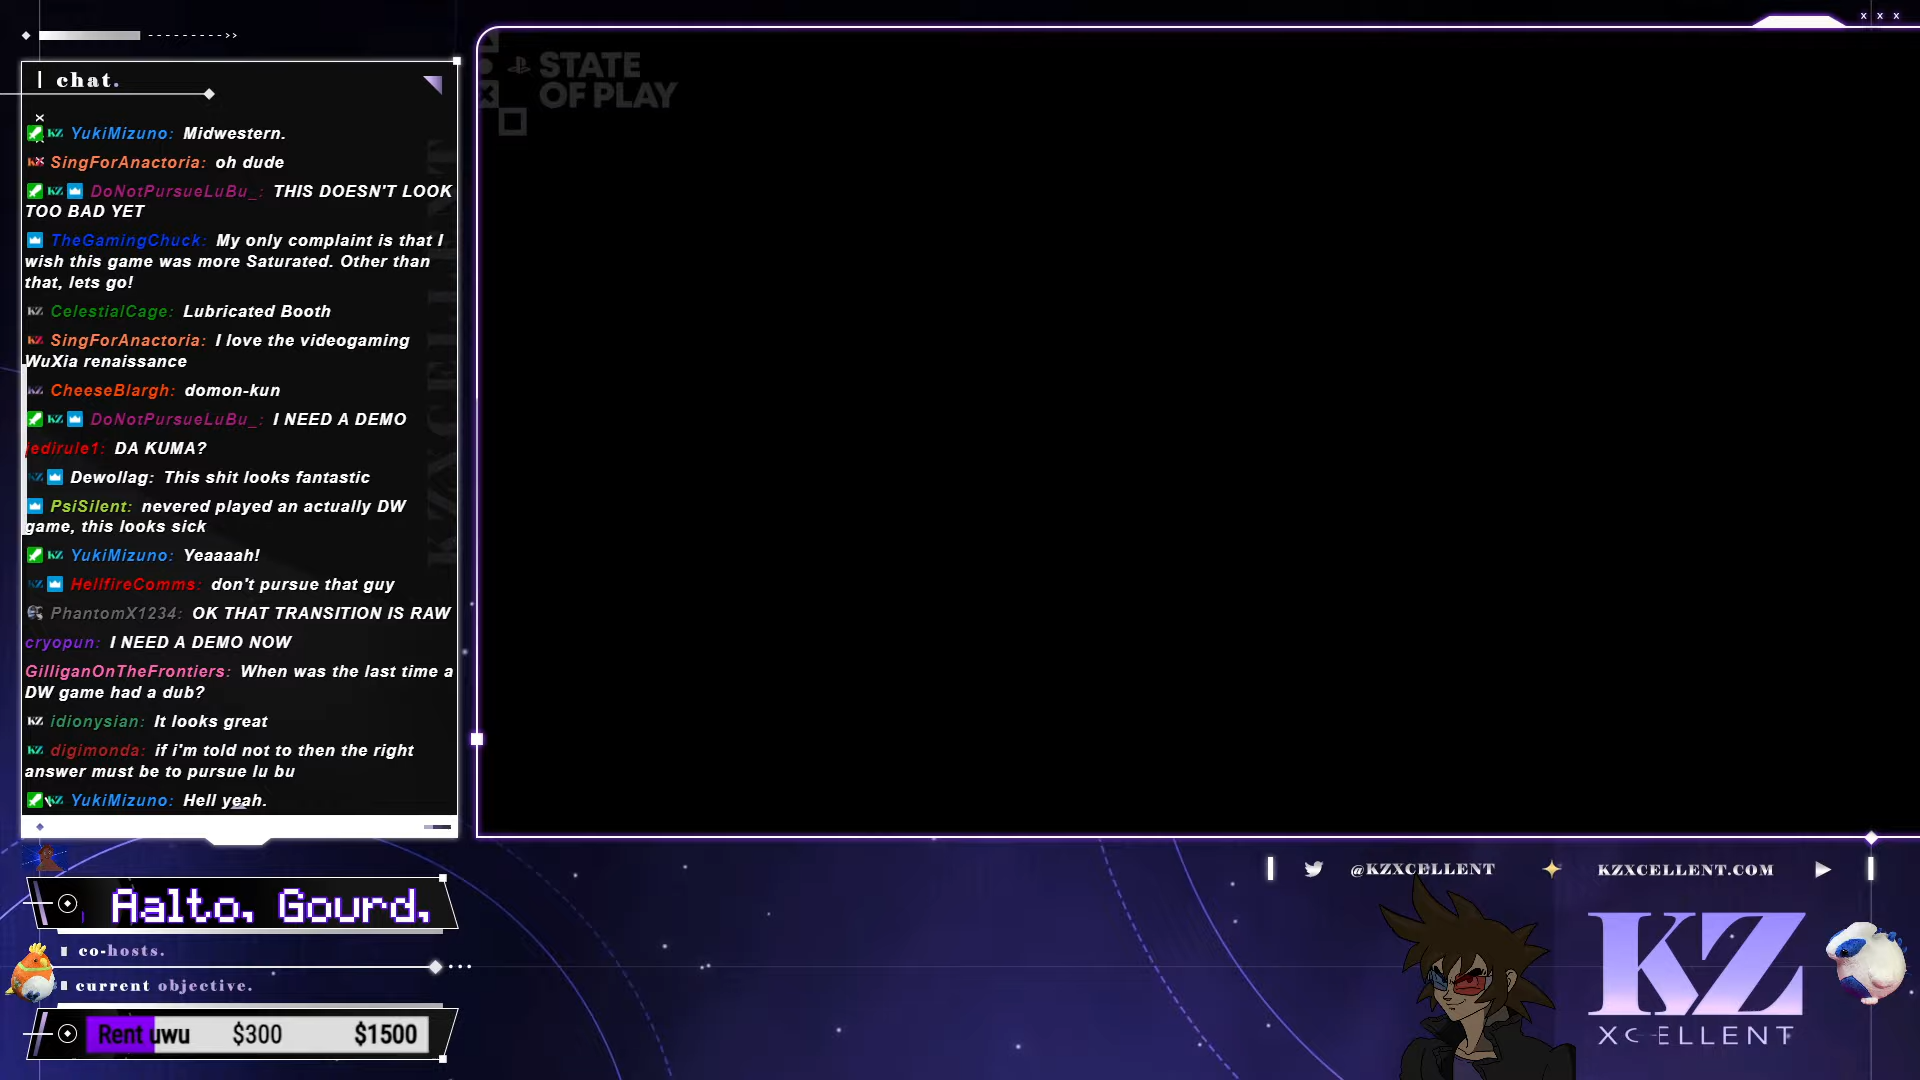 x x x
chat.
STATE
OF PLAY
YukiMizuno: Midwestern.
SingForAnactoria: oh dude
DoNotPursueLuBu_: THIS DOESN'T LOOK
TOO BAD YET
TheGamingChuck: My only complaint is that I
wish this game was more Saturated. Other than
that, lets go!
CelestialCage: Lubricated Booth
SingForAnactoria: I love the videogaming
WuXia renaissance
CheeseBlargh: domon-kun
DoNotPursueLuBu_: I NEED A DEMO
jedirule1: DA KUMA?
Dewollag: This shit looks fantastic
PsiSilent: nevered played an actually DW
game, this looks sick
YukiMizuno: Yeaaaah!
HellfireComms: don't pursue that guy
PhantomX1234: OK THAT TRANSITION IS RAW
cryopun: I NEED A DEMO NOW
GilliganOnTheFrontiers: When was the last time a
DW game had a dub?
idionysian: It looks great
digimonda: if i'm told not to then the right
answer must be to pursue lu bu
YukiMizuno: Hell yeah.
KZXCELLENT
@KZXCELLENT
KZXCELLENT.COM
Aalto, Gourd,
co-hosts.
current objective.
Rent uwu $300 $1500
KZ
XCELLENT